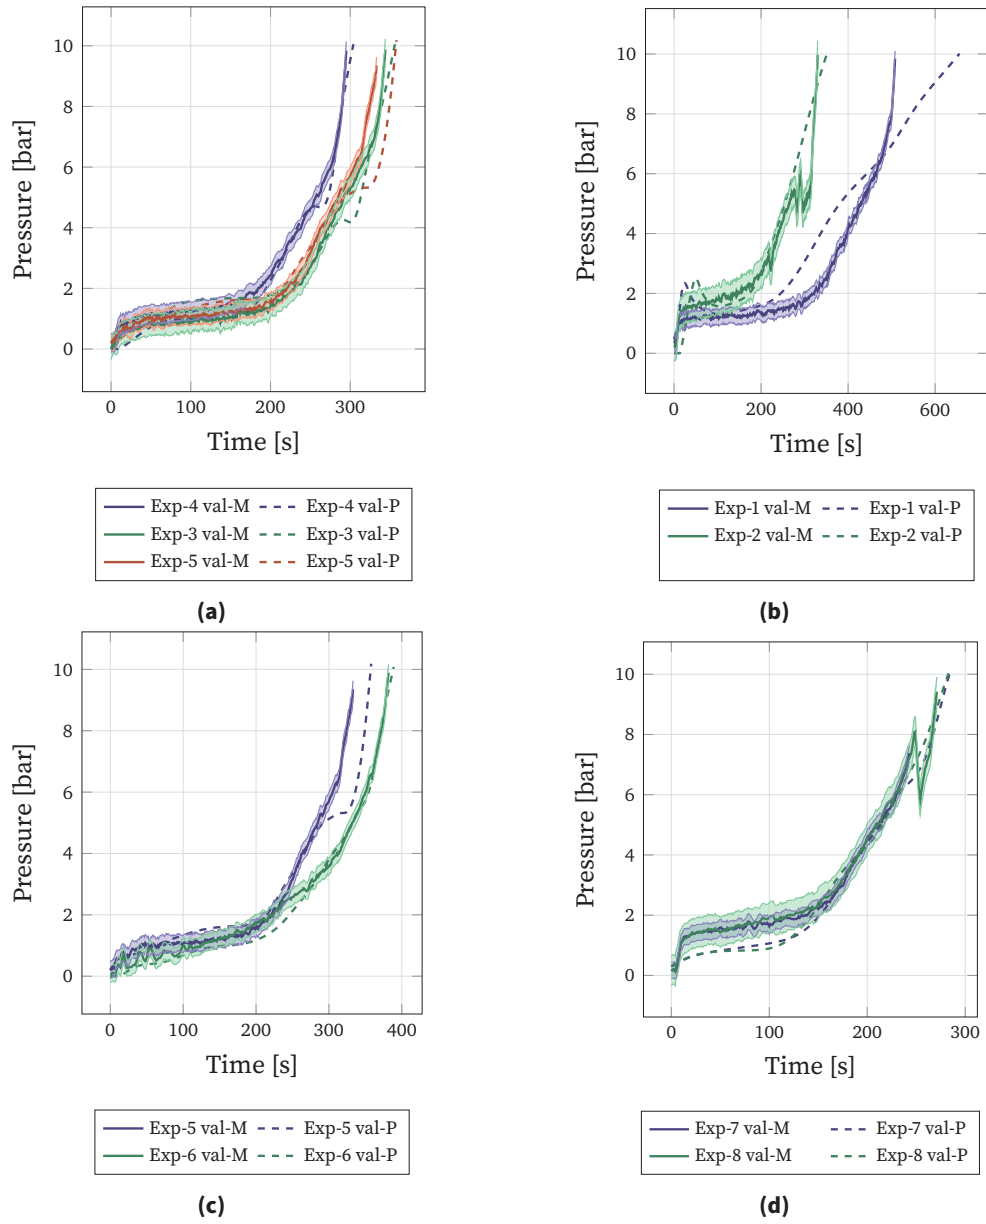 10
8
6
4
2
0
Pressure [bar]
0 100 200 300
Time [s]
Exp-4 val-M Exp-4 val-P
Exp-3 val-M Exp-3 val-P
Exp-5 val-M Exp-5 val-P
(a)
10
8
6
4
2
0
Pressure [bar]
0 200 400 600
Time [s]
Exp-1 val-M Exp-1 val-P
Exp-2 val-M Exp-2 val-P
(b)
10
8
6
4
2
0
Pressure [bar]
0 100 200 300 400
Time [s]
Exp-5 val-M Exp-5 val-P
Exp-6 val-M Exp-6 val-P
(c)
10
8
6
4
2
0
Pressure [bar]
0 100 200 300
Time [s]
Exp-7 val-M Exp-7 val-P
Exp-8 val-M Exp-8 val-P
(d)